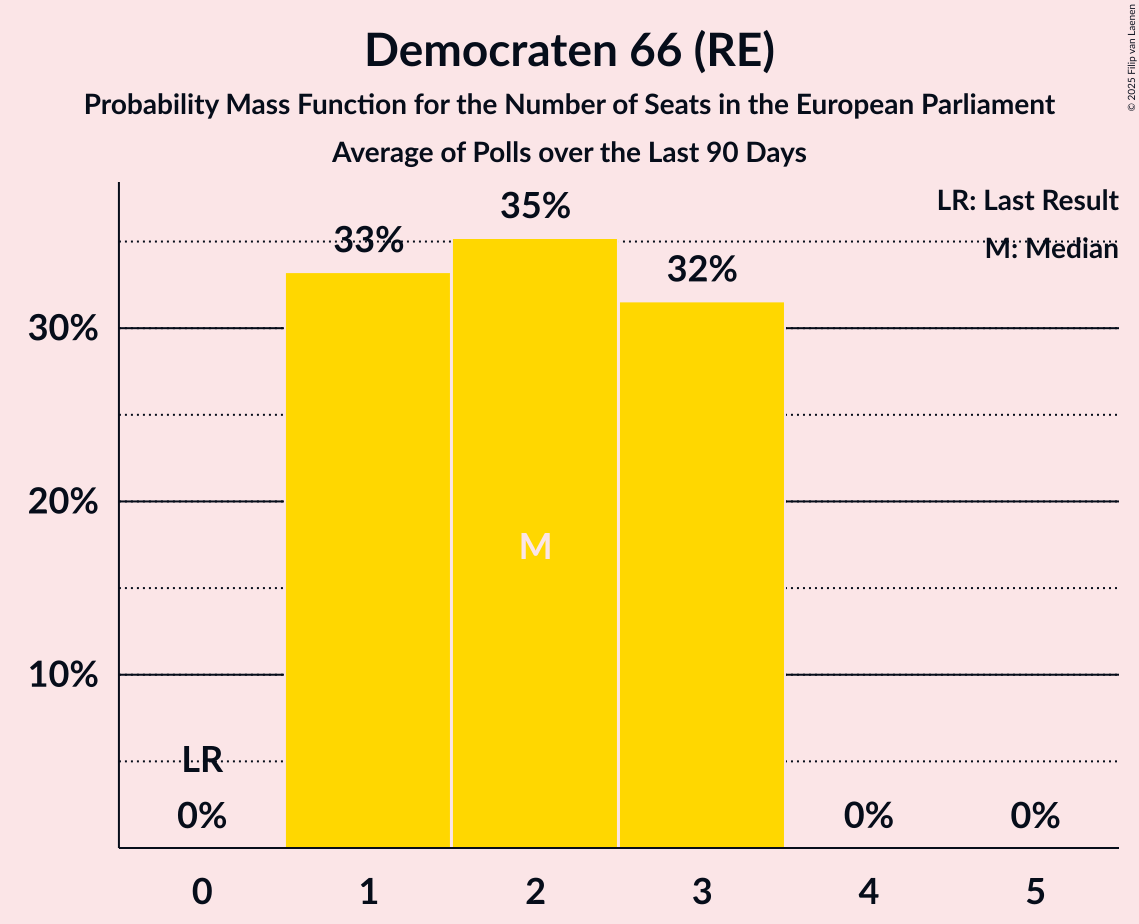 Democraten 66 (RE)
Probability Mass Function for the Number of Seats in the European Parliament
Average of Polls over the Last 90 Days
© 2025 Filip van Laenen
LR: Last Result
M: Median
35%
33%
32%
30%
20%
M
10%
LR
0%
0%
0%
0 1 2 3 4 5